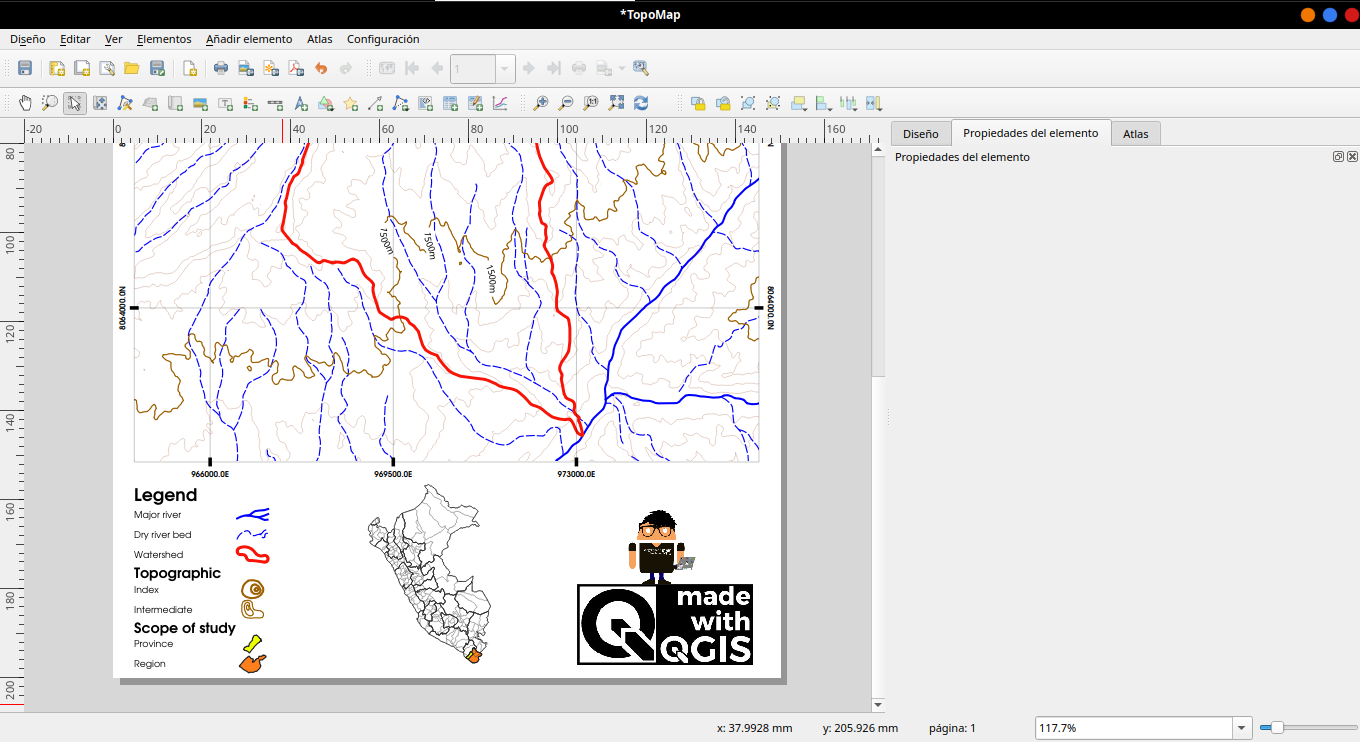 *TopoMap
Diseño Editar Ver Elementos Añadir elemento Atlas Configuración
1
-20 0 20 40 60 80 100 120 140 160
80
100
120
140
160
180
200
Diseño Propiedades del elemento Atlas
Propiedades del elemento
1500m
1500m
1500m
8064000.0N
8064000.0N
966000.0E 969500.0E 973000.0E
Legend
Major river
Dry river bed
Watershed
Topographic
Index
Intermediate
Scope of study
Province
Region
made
with
QGIS
x: 37.9928 mm y: 205.926 mm página: 1 117.7%